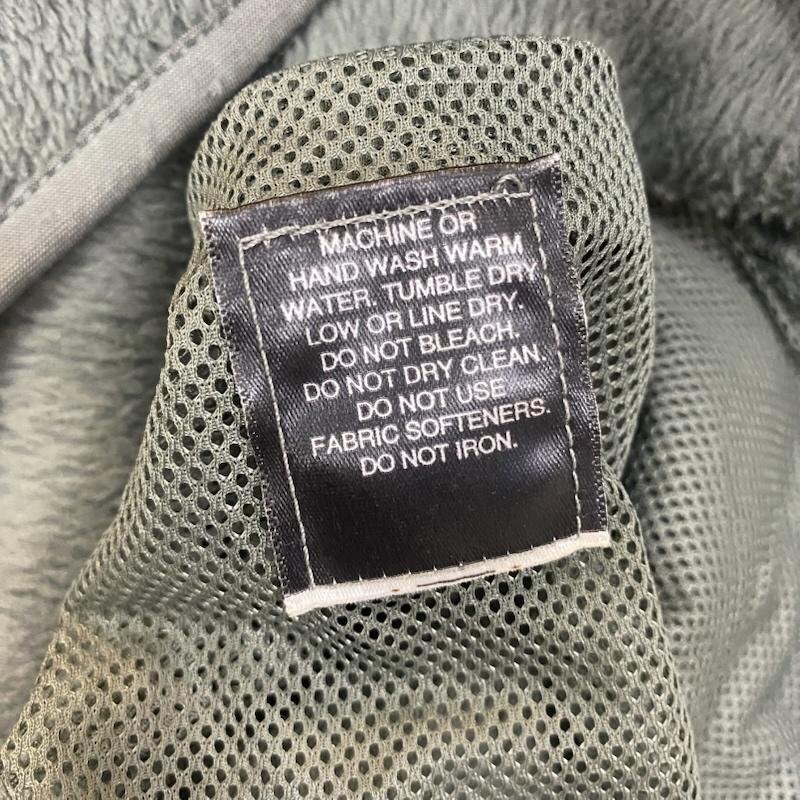 MACHINE OR
HAND WASH WARM
WATER. TUMBLE DRY
LOW OR LINE DRY.
DO NOT BLEACH.
DO NOT DRY CLEAN.
DO NOT USE
FABRIC SOFTENERS.
DO NOT IRON.